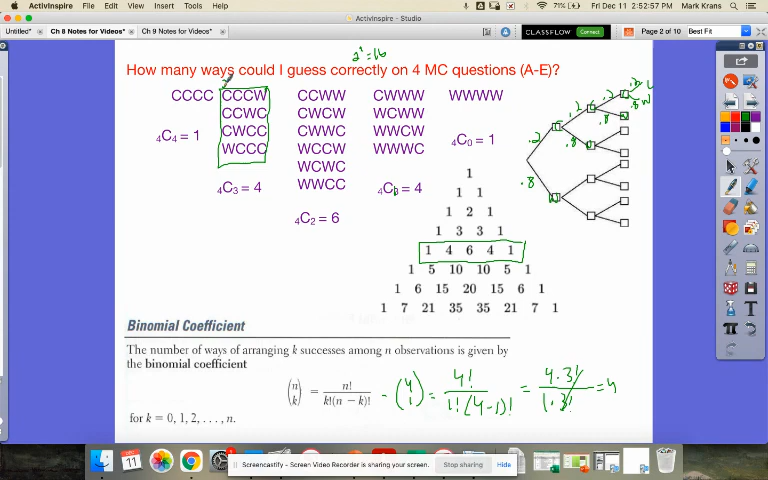 ActivInspire File Edit View Insert Tools Help 71% Fri Dec 11 2:52:57 PM Mark Krans
ActivInspire - Studio
Untitled* Ch 8 Notes for Videos* Ch 9 Notes for Videos* CLASSFLOW Connect Page 2 of 10 Best Fit
2⁴=16
How many ways could I guess correctly on 4 MC questions (A-E)?
CCCC CCCW CCWW CWWW WWWW
CCWC CWCW WCWW
CWCC CWWC WWCW
WCCC WCCW WWWC
WCWC
WWCC
₄C₄ = 1
₄C₃ = 4
₄C₂ = 6
₄C₃ = 4
₄C₀ = 1
.2 .2 .2 .2
.8 .8 .8 .8 W
1
1 1
1 2 1
1 3 3 1
1 4 6 4 1
1 5 10 10 5 1
1 6 15 20 15 6 1
1 7 21 35 35 21 7 1
Binomial Coefficient
The number of ways of arranging k successes among n observations is given by
the binomial coefficient
(n k) = n!/k!(n − k)! - (4 1) = 4!/1!(4-1)! = 4·3!/1·3! = 4
for k = 0, 1, 2, . . . , n.
DEC 11
Screencastify - Screen Video Recorder is sharing your screen. Stop sharing Hide